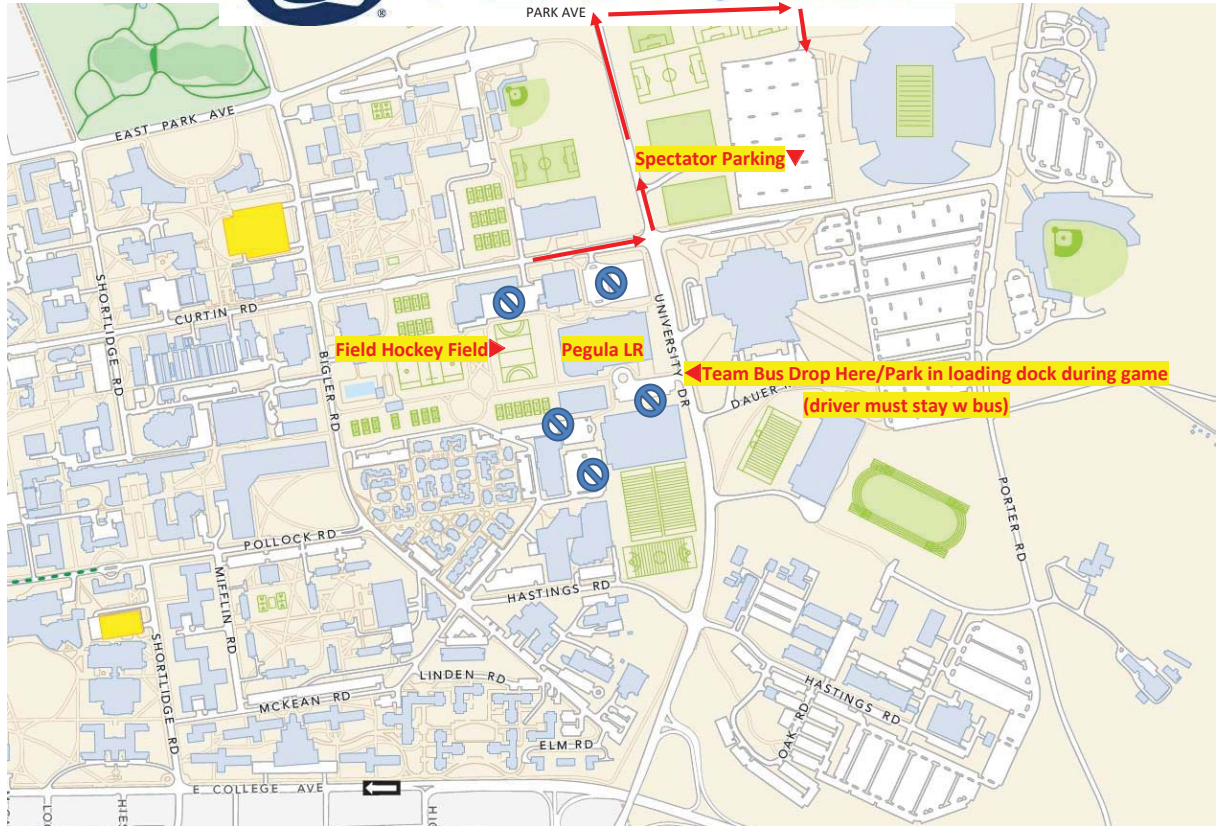 ®
PARK AVE
EAST PARK AVE
Spectator Parking
SHORTLIDGE RD
CURTIN RD
UNIVERSITY DR
BIGLER RD
Field Hockey Field
Pegula LR
Team Bus Drop Here/Park in loading dock during game
(driver must stay w bus)
DAUER
PORTER RD
POLLOCK RD
MIFFLIN RD
HASTINGS RD
SHORTLIDGE RD
LINDEN RD
MCKEAN RD
HASTINGS RD
OAK RD
ELM RD
E COLLEGE AVE